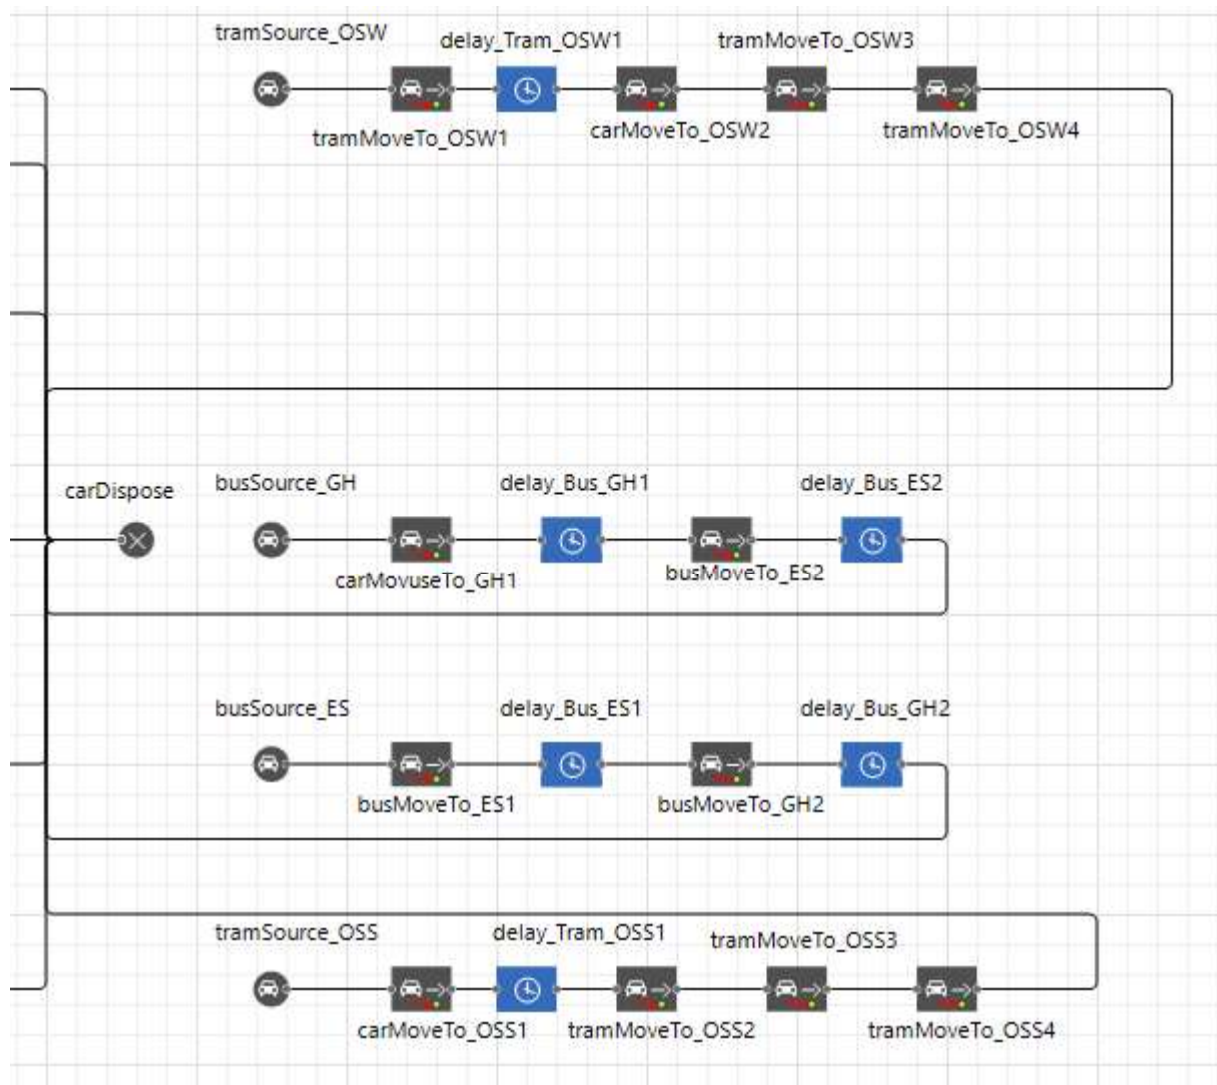 tramSource_OSW
delay_Tram_OSW1
tramMoveTo_OSW3
tramMoveTo_OSW1
carMoveTo_OSW2
tramMoveTo_OSW4
carDispose
busSource_GH
delay_Bus_GH1
delay_Bus_ES2
carMovuseTo_GH1
busMoveTo_ES2
busSource_ES
delay_Bus_ES1
delay_Bus_GH2
busMoveTo_ES1
busMoveTo_GH2
tramSource_OSS
delay_Tram_OSS1
tramMoveTo_OSS3
carMoveTo_OSS1
tramMoveTo_OSS2
tramMoveTo_OSS4